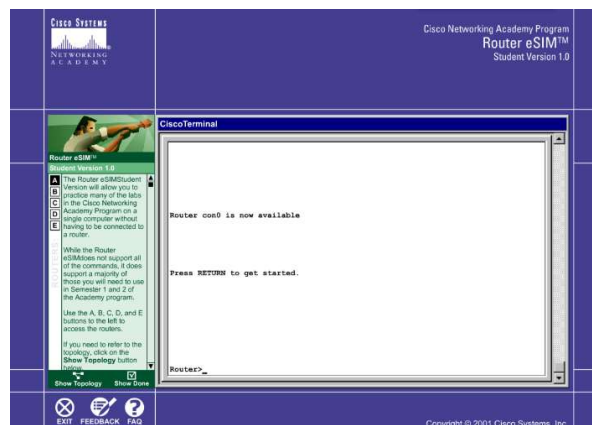 CISCO SYSTEMS
NETWORKING
ACADEMY
Cisco Networking Academy Program
Router eSIM™
Student Version 1.0
CiscoTerminal
Router eSIM™
Student Version 1.0
A
B
C
D
E
ROUTERS
The Router eSIMStudent
Version will allow you to
practice many of the labs
in the Cisco Networking
Academy Program on a
single computer without
having to be connected to
a router.
While the Router
eSIMdoes not support all
of the commands, it does
support a majority of
those you will need to use
in Semester 1 and 2 of
the Academy program.
Use the A, B, C, D, and E
buttons to the left to
access the routers.
If you need to refer to the
topology, click on the
Show Topology button
below.
Show Topology Show Done
Router con0 is now available
Press RETURN to get started.
Router>_
EXIT FEEDBACK FAQ
Copyright © 2001 Cisco Systems, Inc.